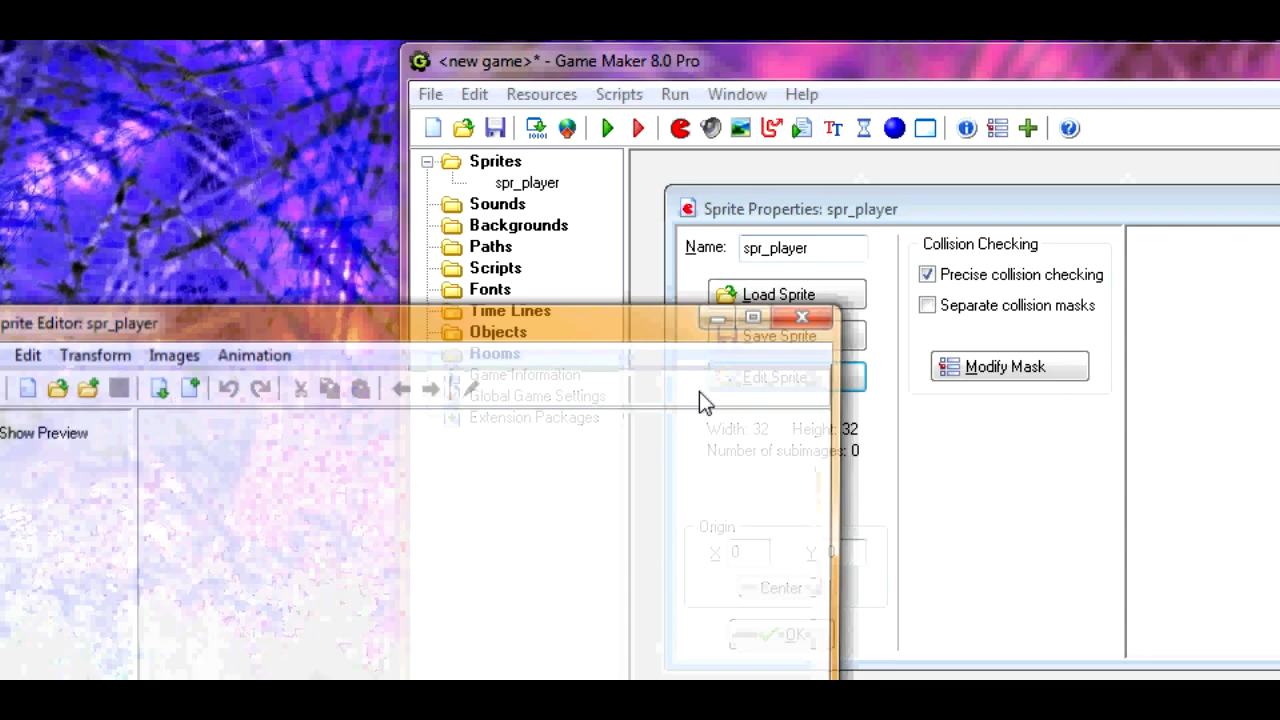 <new game>* - Game Maker 8.0 Pro
File Edit Resources Scripts Run Window Help
Sprites
spr_player
Sounds
Backgrounds
Paths
Scripts
Fonts
Time Lines
Objects
Rooms
Game Information
Global Game Settings
Extension Packages
Sprite Properties: spr_player
Name: spr_player
Load Sprite
Save Sprite
Edit Sprite
Width: 32 Height: 32
Number of subimages: 0
Origin
X 0 Y 0
Center
OK
Collision Checking
Precise collision checking
Separate collision masks
Modify Mask
prite Editor: spr_player
Edit Transform Images Animation
Show Preview